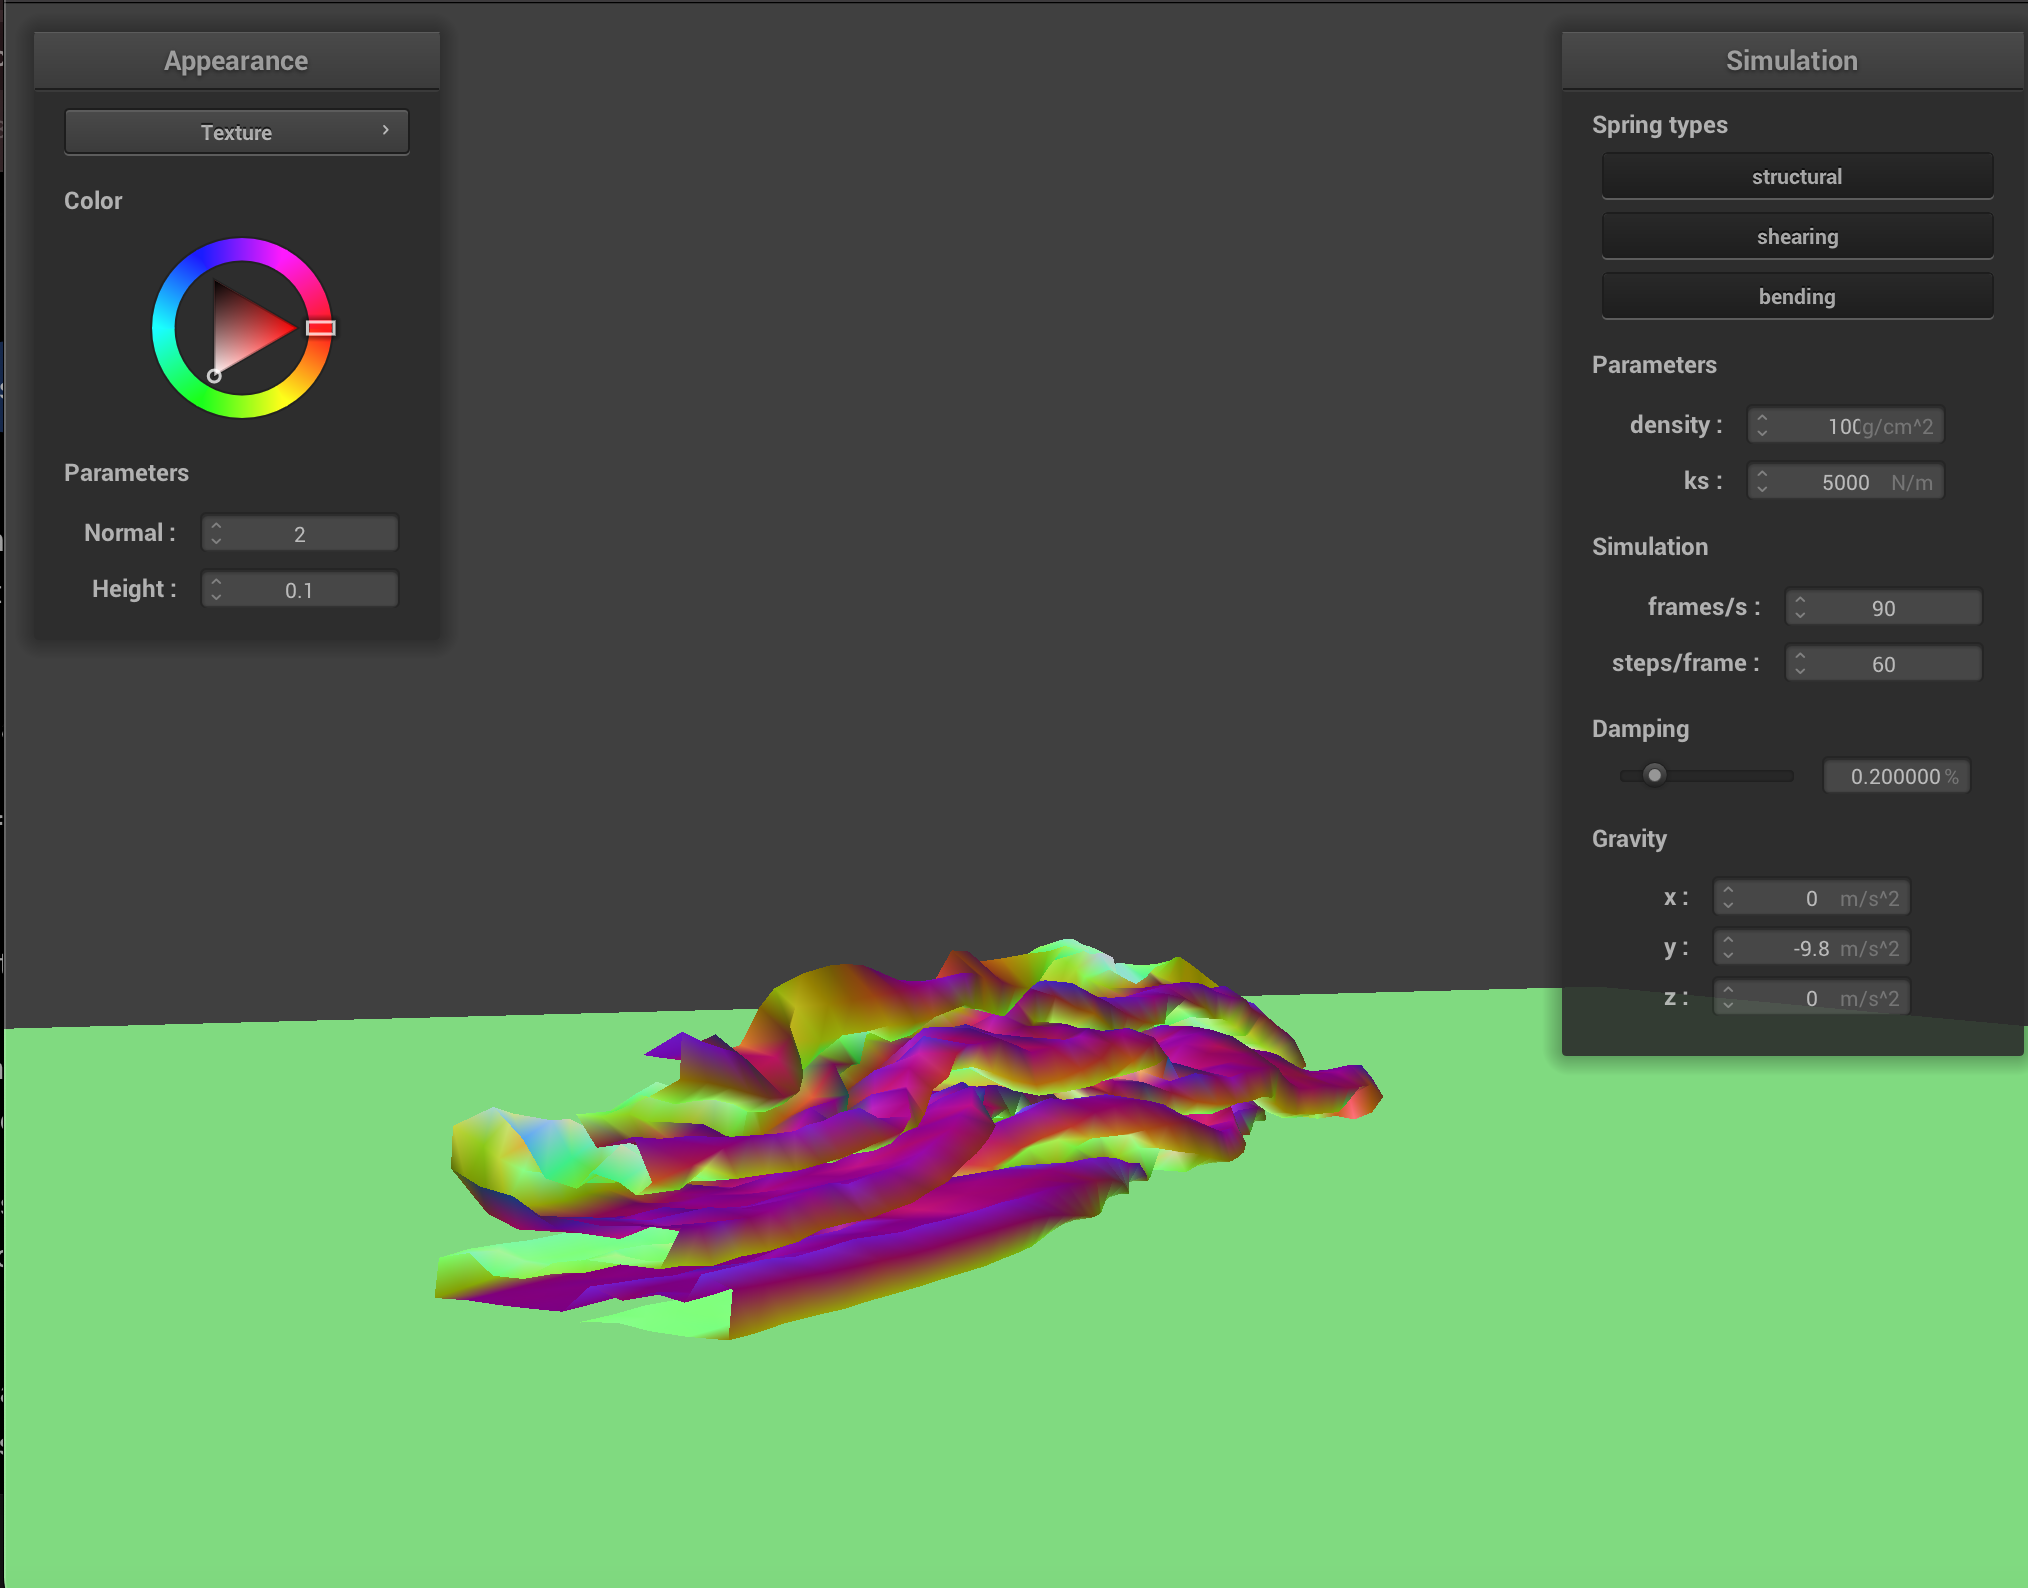 Appearance
Texture
Color
Parameters
Normal : 2
Height : 0.1
Simulation
Spring types
structural
shearing
bending
Parameters
density : 100 g/cm^2
ks : 5000 N/m
Simulation
frames/s : 90
steps/frame : 60
Damping
0.200000 %
Gravity
x : 0 m/s^2
y : -9.8 m/s^2
z : 0 m/s^2